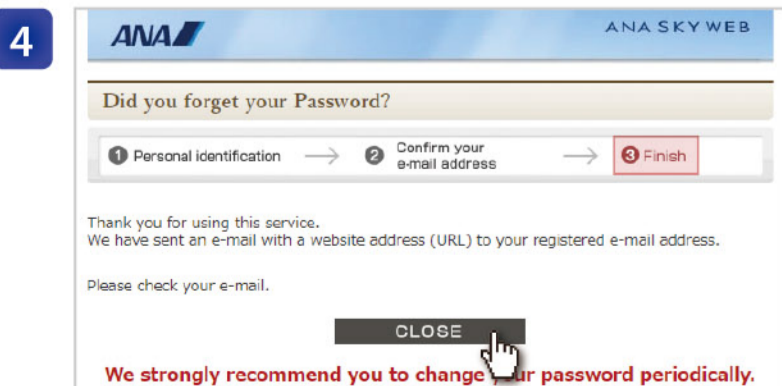 4
ANA
ANA SKY WEB
Did you forget your Password?
1 Personal identification → 2 Confirm your
e-mail address → 3 Finish
Thank you for using this service.
We have sent an e-mail with a website address (URL) to your registered e-mail address.
Please check your e-mail.
CLOSE
We strongly recommend you to change your password periodically.